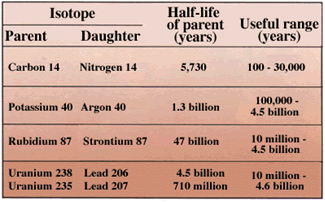 Isotope
Parent Daughter
Half-life of parent (years)
Useful range (years)
Carbon 14 Nitrogen 14 5,730 100 - 30,000
Potassium 40 Argon 40 1.3 billion 100,000 - 4.5 billion
Rubidium 87 Strontium 87 47 billion 10 million - 4.5 billion
Uranium 238 Lead 206 4.5 billion 10 million -
Uranium 235 Lead 207 710 million 4.6 billion